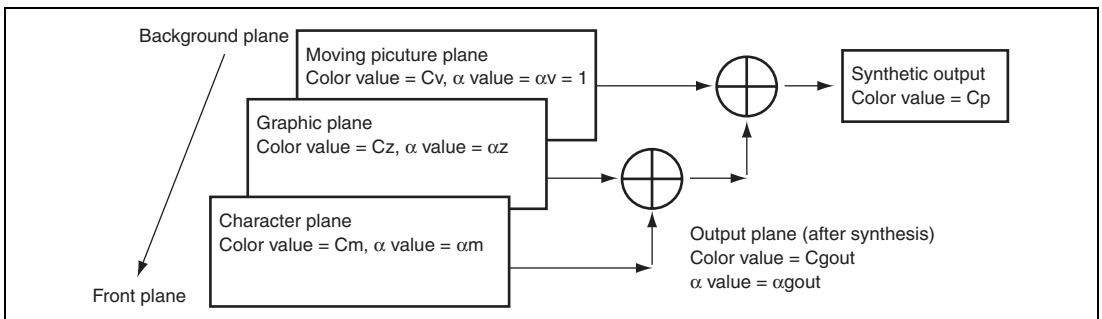 Background plane
Moving picuture plane
Color value = Cv, α value = αv = 1
Synthetic output
Color value = Cp
Graphic plane
Color value = Cz, α value = αz
Character plane
Color value = Cm, α value = αm
Output plane (after synthesis)
Color value = Cgout
α value = αgout
Front plane